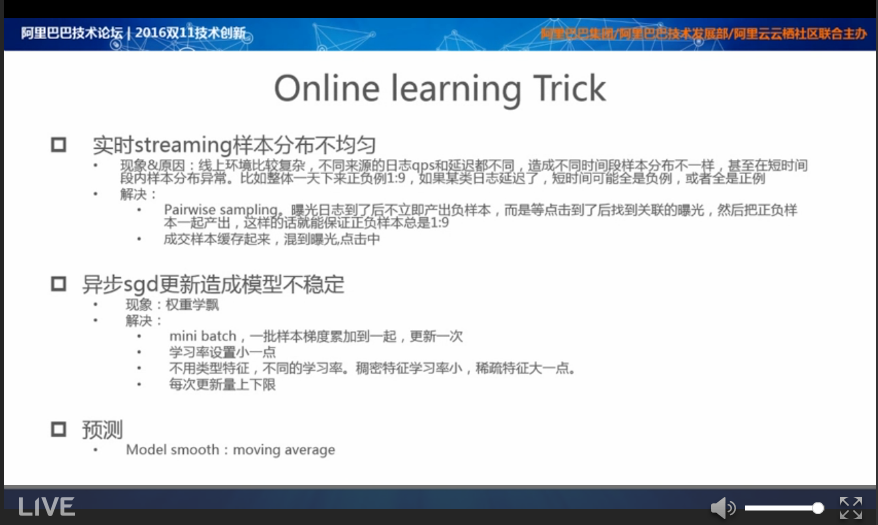 阿里巴巴技术论坛 | 2016双11技术创新
阿里巴巴集团/阿里巴巴技术发展部/阿里云云栖社区联合主办
Online learning Trick
实时streaming样本分布不均匀
• 现象&原因：线上环境比较复杂，不同来源的日志qps和延迟都不同，造成不同时间段样本分布不一样，甚至在短时间
段内样本分布异常。比如整体一天下来正负例1:9，如果某类日志延迟了，短时间可能全是负例，或者全是正例
• 解决：
• Pairwise sampling。曝光日志到了后不立即产出负样本，而是等点击到了后找到关联的曝光，然后把正负样
本一起产出，这样的话就能保证正负样本总是1:9
• 成交样本缓存起来，混到曝光,点击中
异步sgd更新造成模型不稳定
• 现象：权重学飘
• 解决：
• mini batch，一批样本梯度累加到一起，更新一次
• 学习率设置小一点
• 不用类型特征，不同的学习率。稠密特征学习率小，稀疏特征大一点。
• 每次更新量上下限
预测
• Model smooth：moving average
LIVE